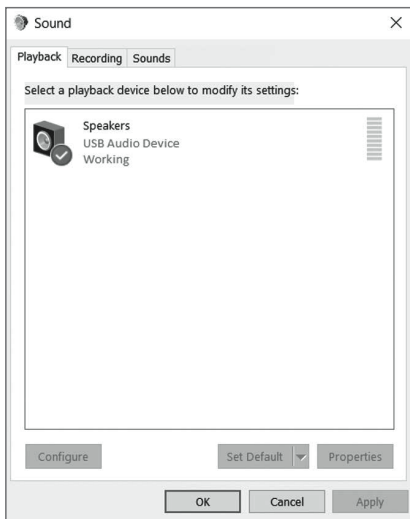 Sound
Playback Recording Sounds
Select a playback device below to modify its settings:
Speakers
USB Audio Device
Working
Configure Set Default Properties
OK Cancel Apply